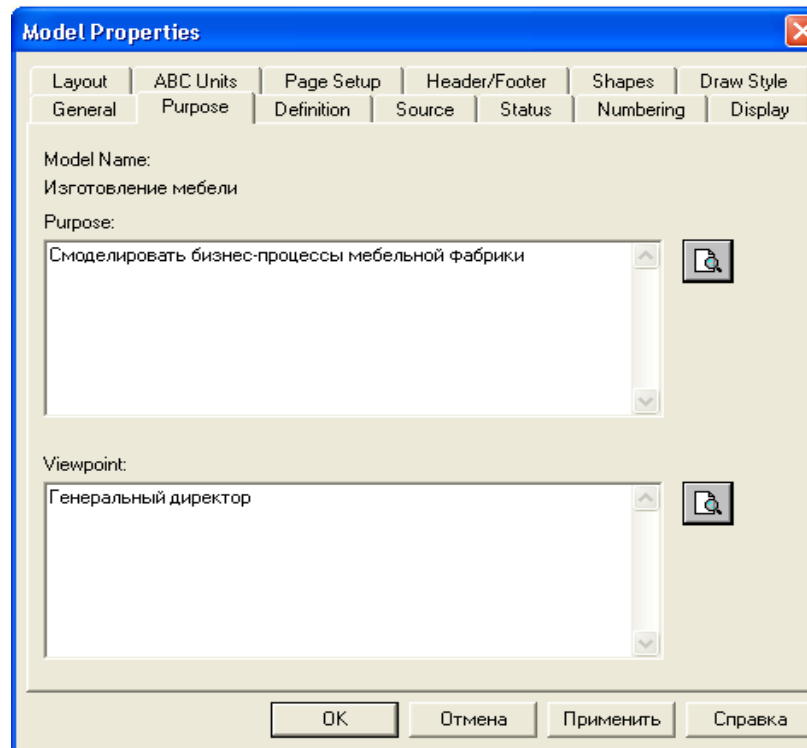 Model Properties
Layout ABC Units Page Setup Header/Footer Shapes Draw Style
General Purpose Definition Source Status Numbering Display
Model Name:
Изготовление мебели
Purpose:
Смоделировать бизнес-процессы мебельной фабрики
Viewpoint:
Генеральный директор
OK Отмена Применить Справка